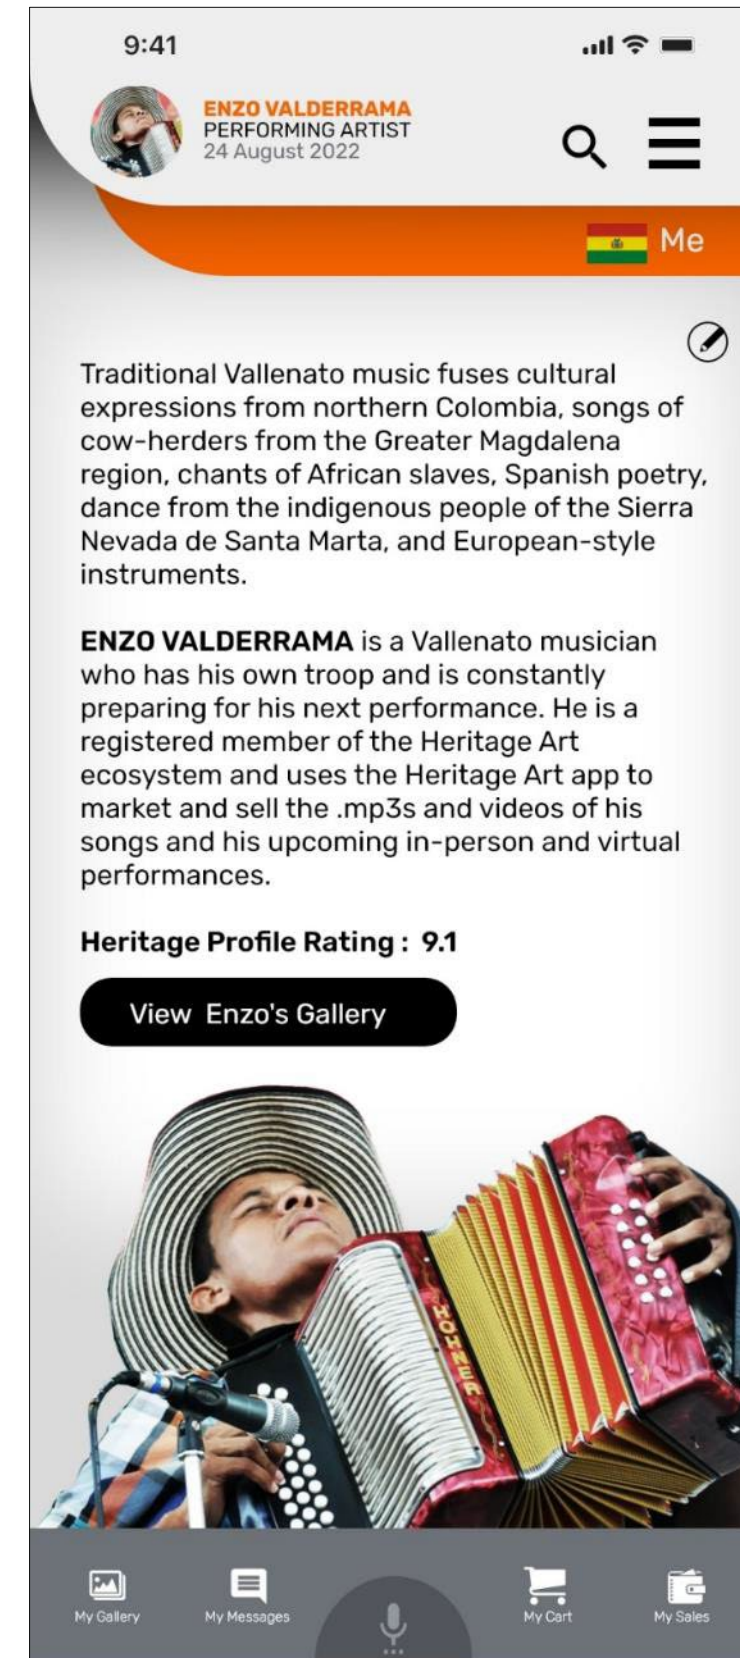 9:41
ENZO VALDERRAMA
PERFORMING ARTIST
24 August 2022
Me
Traditional Vallenato music fuses cultural
expressions from northern Colombia, songs of
cow-herders from the Greater Magdalena
region, chants of African slaves, Spanish poetry,
dance from the indigenous people of the Sierra
Nevada de Santa Marta, and European-style
instruments.
ENZO VALDERRAMA is a Vallenato musician
who has his own troop and is constantly
preparing for his next performance. He is a
registered member of the Heritage Art
ecosystem and uses the Heritage Art app to
market and sell the .mp3s and videos of his
songs and his upcoming in-person and virtual
performances.
Heritage Profile Rating : 9.1
View Enzo's Gallery
HOHNER
My Gallery
My Messages
My Cart
My Sales